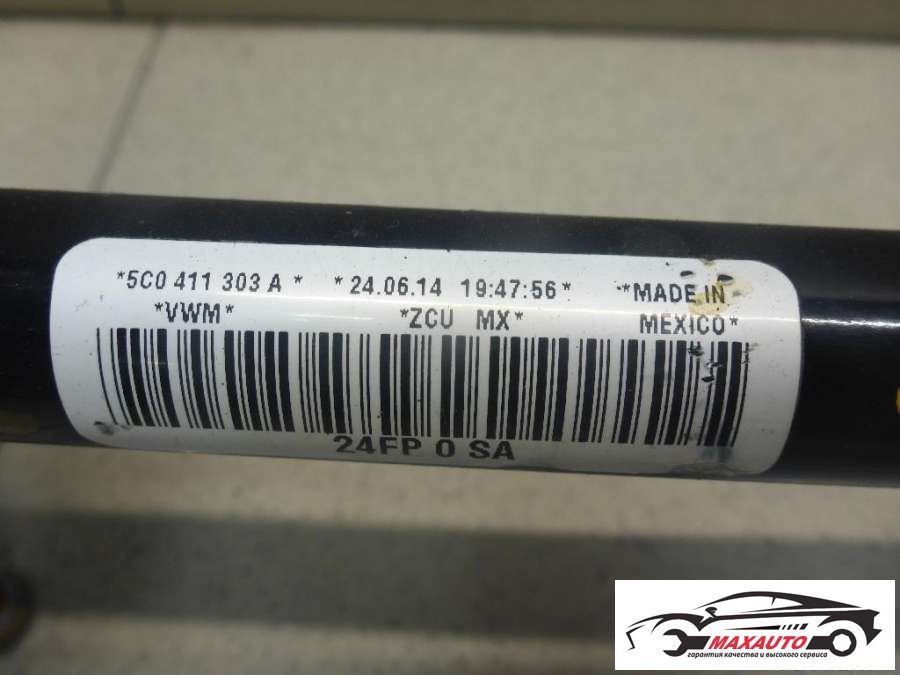 *5C0 411 303 A * * 24.06.14 19:47:56* *MADE IN
*VWM* *ZCU MX* MEXICO*
24FP 0 SA
MAXAUTO
гарантия качества и высокого сервиса